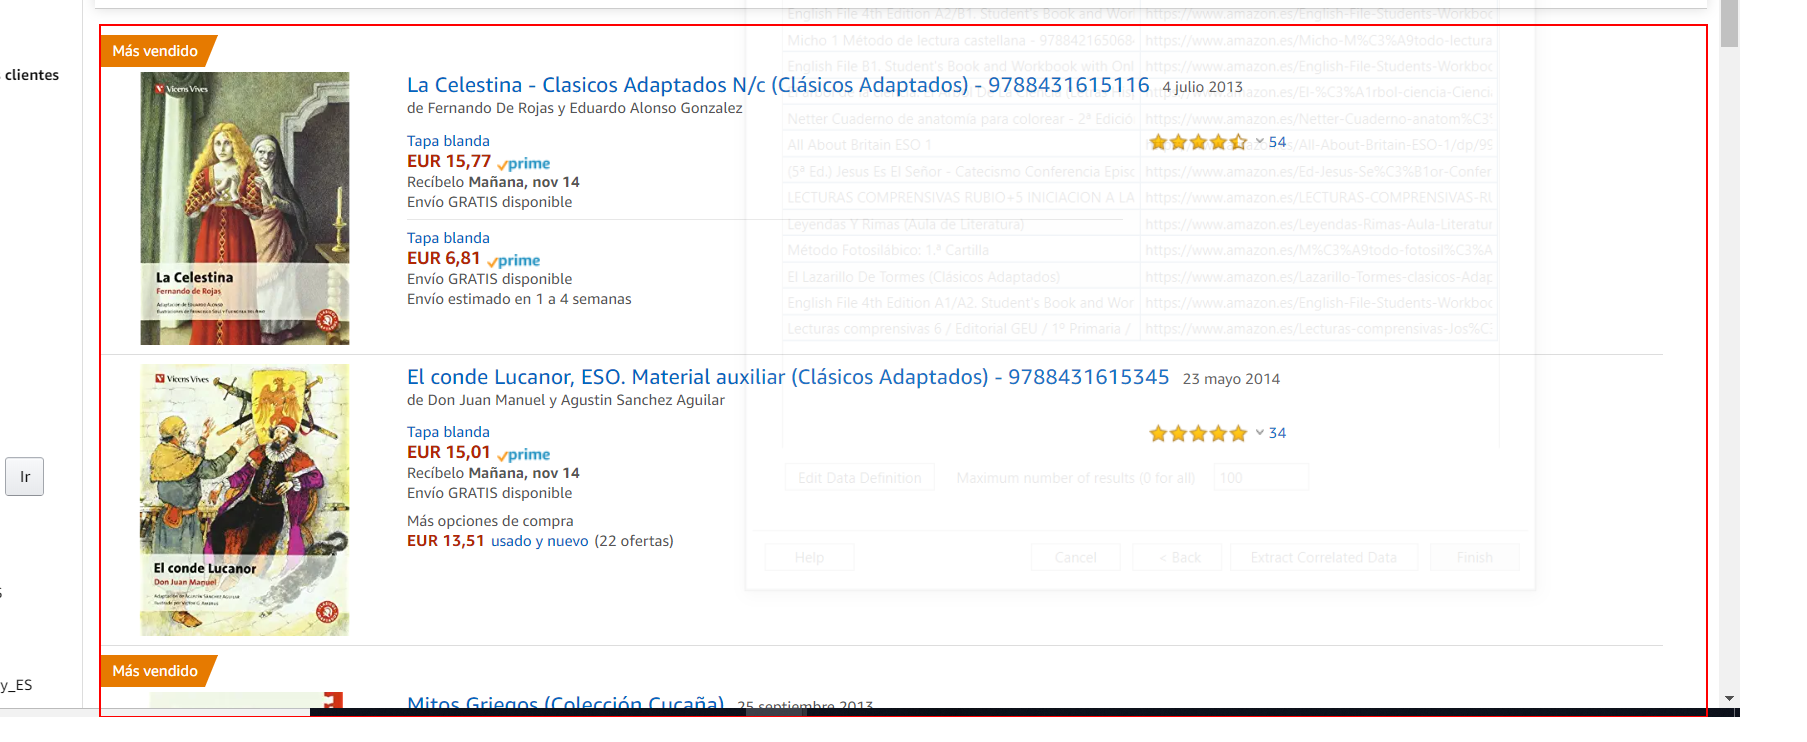 Más vendido
clientes
Vicens Vives
La Celestina
Fernando de Rojas
La Celestina - Clasicos Adaptados N/c (Clásicos Adaptados) - 9788431615116 4 julio 2013
de Fernando De Rojas y Eduardo Alonso Gonzalez
Tapa blanda
EUR 15,77 prime
54
Recíbelo Mañana, nov 14
Envío GRATIS disponible
Tapa blanda
EUR 6,81 prime
Envío GRATIS disponible
Envío estimado en 1 a 4 semanas
Vicens Vives
El conde Lucanor
Don Juan Manuel
El conde Lucanor, ESO. Material auxiliar (Clásicos Adaptados) - 9788431615345 23 mayo 2014
de Don Juan Manuel y Agustin Sanchez Aguilar
Tapa blanda
34
EUR 15,01 prime
Recíbelo Mañana, nov 14
Envío GRATIS disponible
Más opciones de compra
EUR 13,51 usado y nuevo (22 ofertas)
Ir
y_ES
Más vendido
Mitos Griegos (Colección Cucaña) 25 septiembre 2013
English File 4th Edition A2/B1. Student's Book and Wor https://www.amazon.es/English-File-Students-Workboc
Micho 1 Método de lectura castellana - 978842165068- https://www.amazon.es/Micho-M%C3%A9todo-lectura
English File B1. Student's Book and Workbook with Onl https://www.amazon.es/English-File-Students-Workboc
Netter Cuaderno de anatomía para colorear - 2ª Edició https://www.amazon.es/Netter-Cuaderno-anatom%C3%
All About Britain ESO 1 https://www.amazon.es/All-About-Britain-ESO-1/dp/99
(5ª Ed.) Jesus Es El Señor - Catecismo Conferencia Episc https://www.amazon.es/Ed-Jesus-Se%C3%B1or-Confer
LECTURAS COMPRENSIVAS RUBIO+5 INICIACION A LA https://www.amazon.es/LECTURAS-COMPRENSIVAS-RU
Leyendas Y Rimas (Aula de Literatura) https://www.amazon.es/Leyendas-Rimas-Aula-Literatur
Método Fotosilábico: 1.ª Cartilla https://www.amazon.es/M%C3%A9todo-fotosil%C3%A
El Lazarillo De Tormes (Clásicos Adaptados) https://www.amazon.es/Lazarillo-Tormes-clasicos-Adap
English File 4th Edition A1/A2. Student's Book and Wor https://www.amazon.es/English-File-Students-Workboc
Lecturas comprensivas 6 / Editorial GEU / 1º Primaria / https://www.amazon.es/Lecturas-comprensivas-Jos%C3
Edit Data Definition Maximum number of results (0 for all) 100
Help Cancel < Back Extract Correlated Data Finish